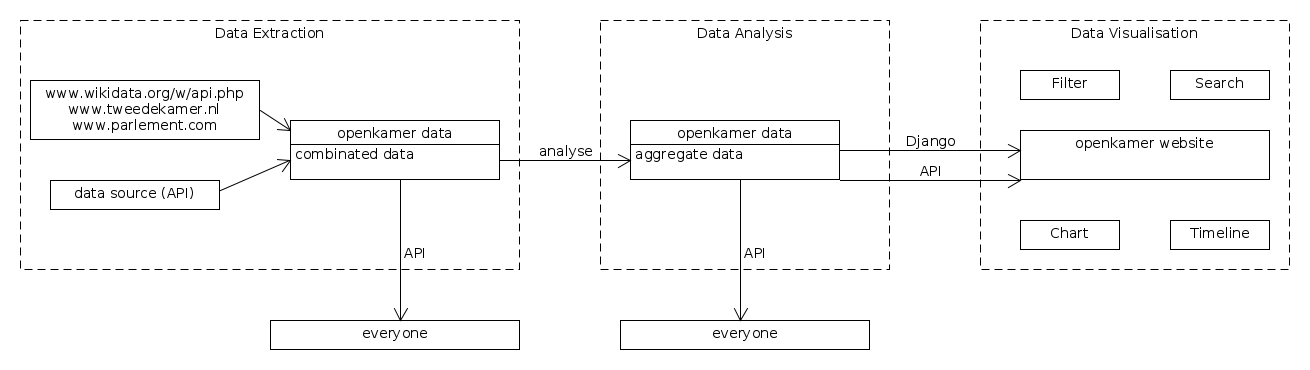 Data Extraction
Data Analysis
Data Visualisation
www.wikidata.org/w/api.php
www.tweedekamer.nl
www.parlement.com
data source (API)
openkamer data
combinated data
analyse
API
everyone
openkamer data
aggregate data
Django
API
API
everyone
Filter
Search
openkamer website
Chart
Timeline